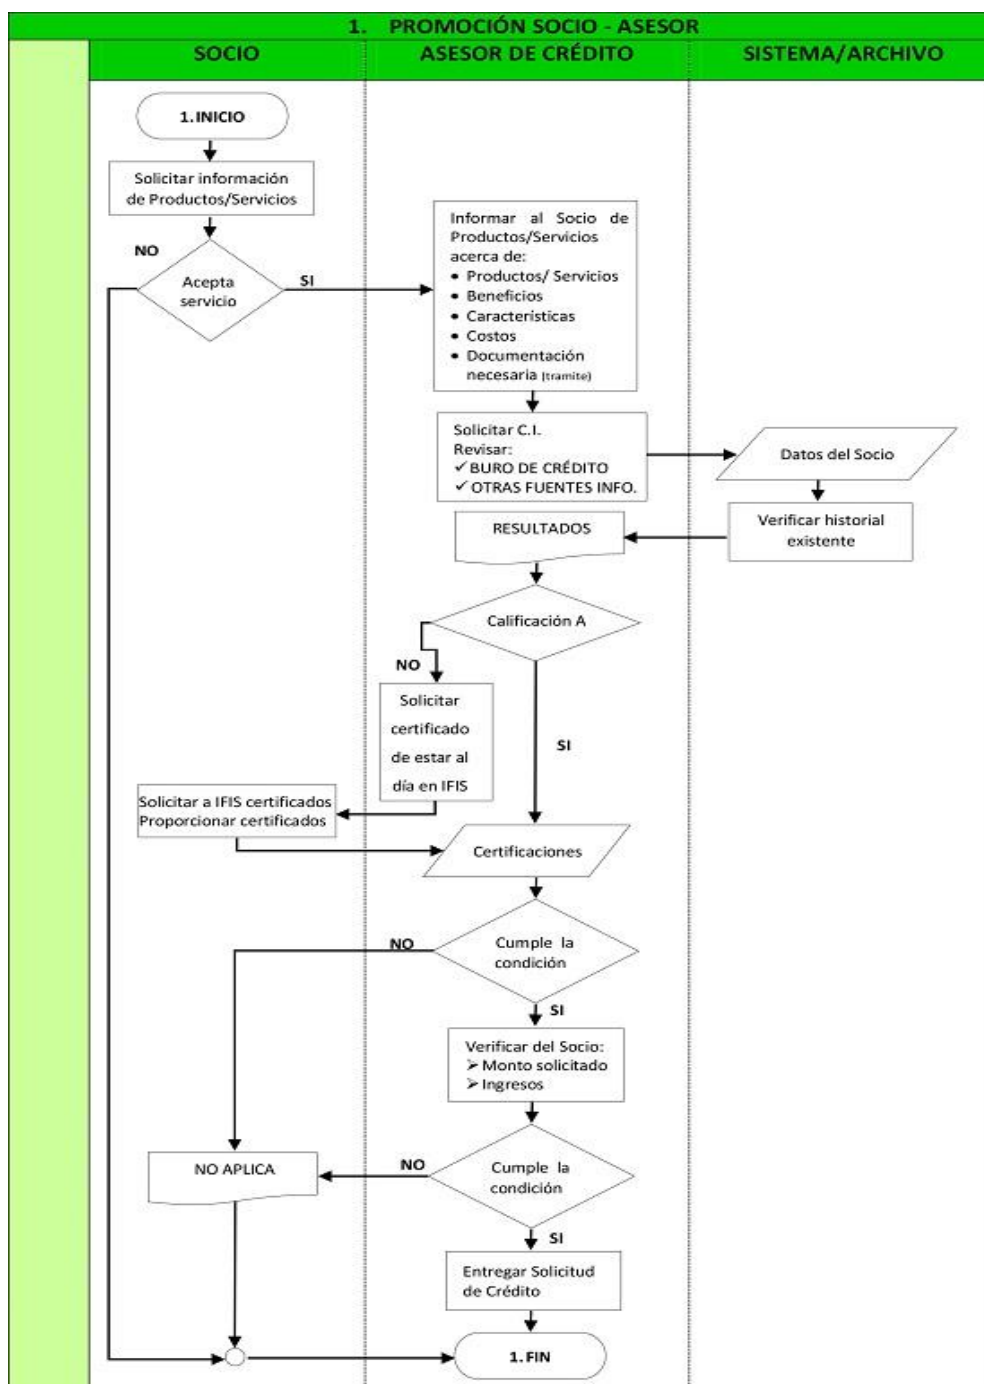 1. PROMOCIÓN SOCIO - ASESOR
SOCIO
ASESOR DE CRÉDITO
SISTEMA/ARCHIVO
1. INICIO
Solicitar información
de Productos/Servicios
NO
Acepta
servicio
SI
Informar al Socio de
Productos/Servicios
acerca de:
• Productos/ Servicios
• Beneficios
• Características
• Costos
• Documentación
necesaria (tramite)
Solicitar C.I.
Revisar:
✓ BURO DE CRÉDITO
✓ OTRAS FUENTES INFO.
Datos del Socio
Verificar historial
existente
RESULTADOS
Calificación A
NO
Solicitar
certificado
de estar al
día en IFIS
SI
Solicitar a IFIS certificados
Proporcionar certificados
Certificaciones
Cumple la
condición
NO
SI
Verificar del Socio:
➢ Monto solicitado
➢ Ingresos
Cumple la
condición
NO
NO APLICA
SI
Entregar Solicitud
de Crédito
1. FIN